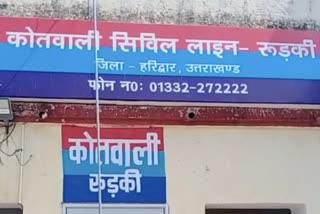 कोतवाली सिविल लाइन- रूड़की
जिला - हरिद्वार, उत्तराखण्ड
फोन न0: 01332-272222
कोतवाली
रूड़की